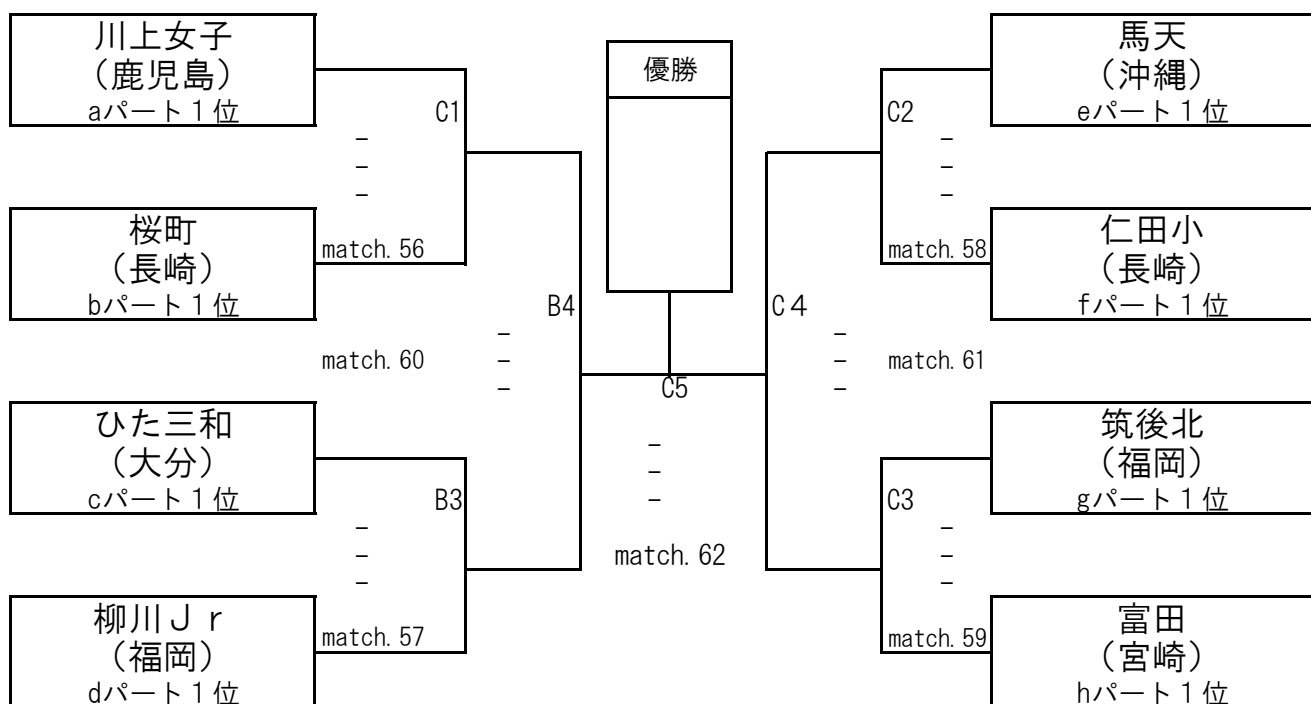 川上女子
（鹿児島）
aパート１位
C1
–
–
–
桜町
（長崎）
bパート１位
match. 56
match. 60
B4
–
–
–
ひた三和
（大分）
cパート１位
B3
–
–
–
柳川Ｊｒ
（福岡）
dパート１位
match. 57
優勝
C5
–
–
–
match. 62
馬天
（沖縄）
eパート１位
C2
–
–
–
仁田小
（長崎）
fパート１位
match. 58
C４
–
–
–
match. 61
筑後北
（福岡）
gパート１位
C3
–
–
–
富田
（宮崎）
hパート１位
match. 59